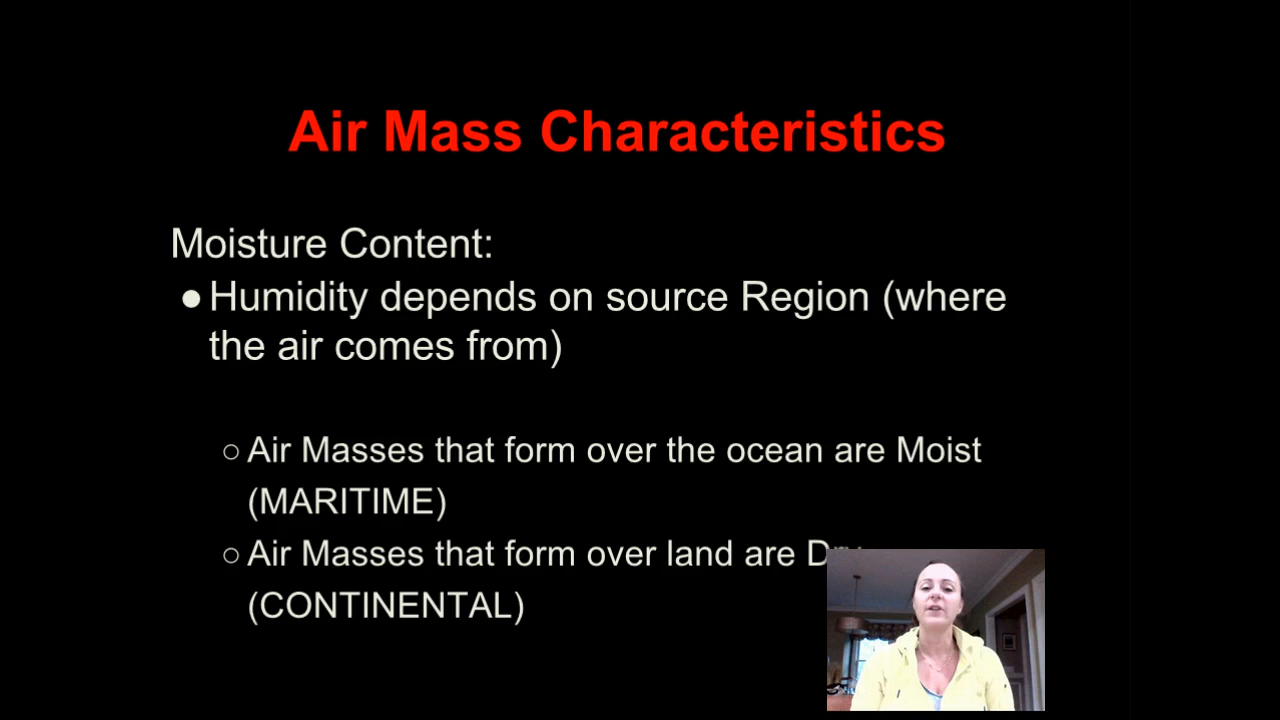 Air Mass Characteristics
Moisture Content:
● Humidity depends on source Region (where
the air comes from)
○ Air Masses that form over the ocean are Moist
(MARITIME)
○ Air Masses that form over land are Dry
(CONTINENTAL)